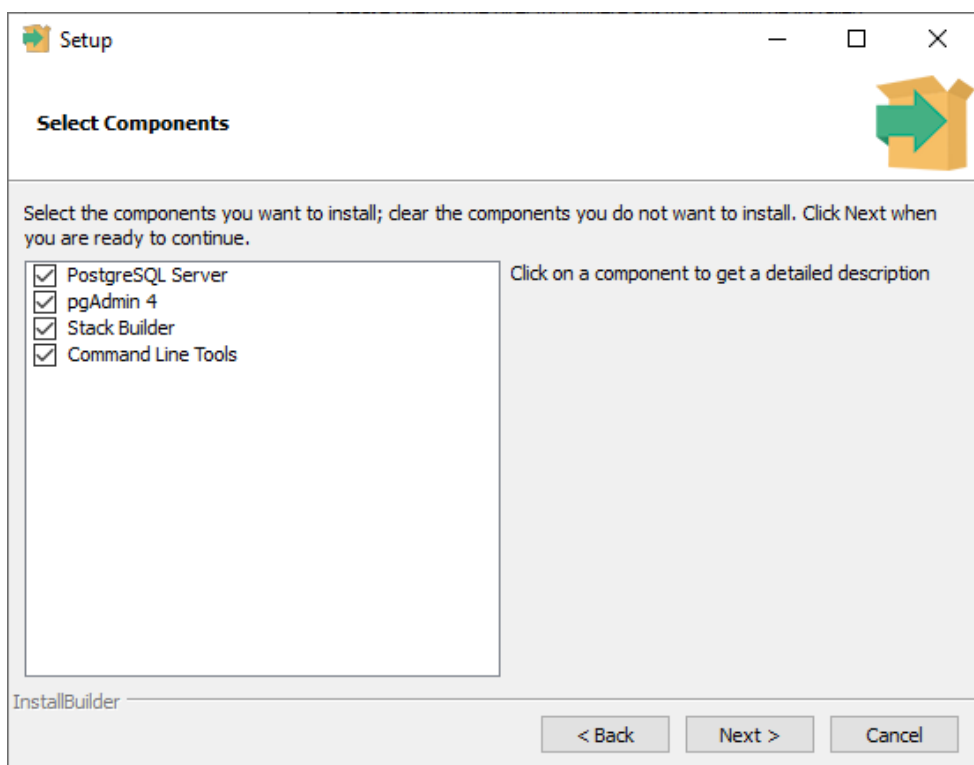 Setup
Select Components
Select the components you want to install; clear the components you do not want to install. Click Next when
you are ready to continue.
PostgreSQL Server
Click on a component to get a detailed description
pgAdmin 4
Stack Builder
Command Line Tools
InstallBuilder
< Back
Next >
Cancel